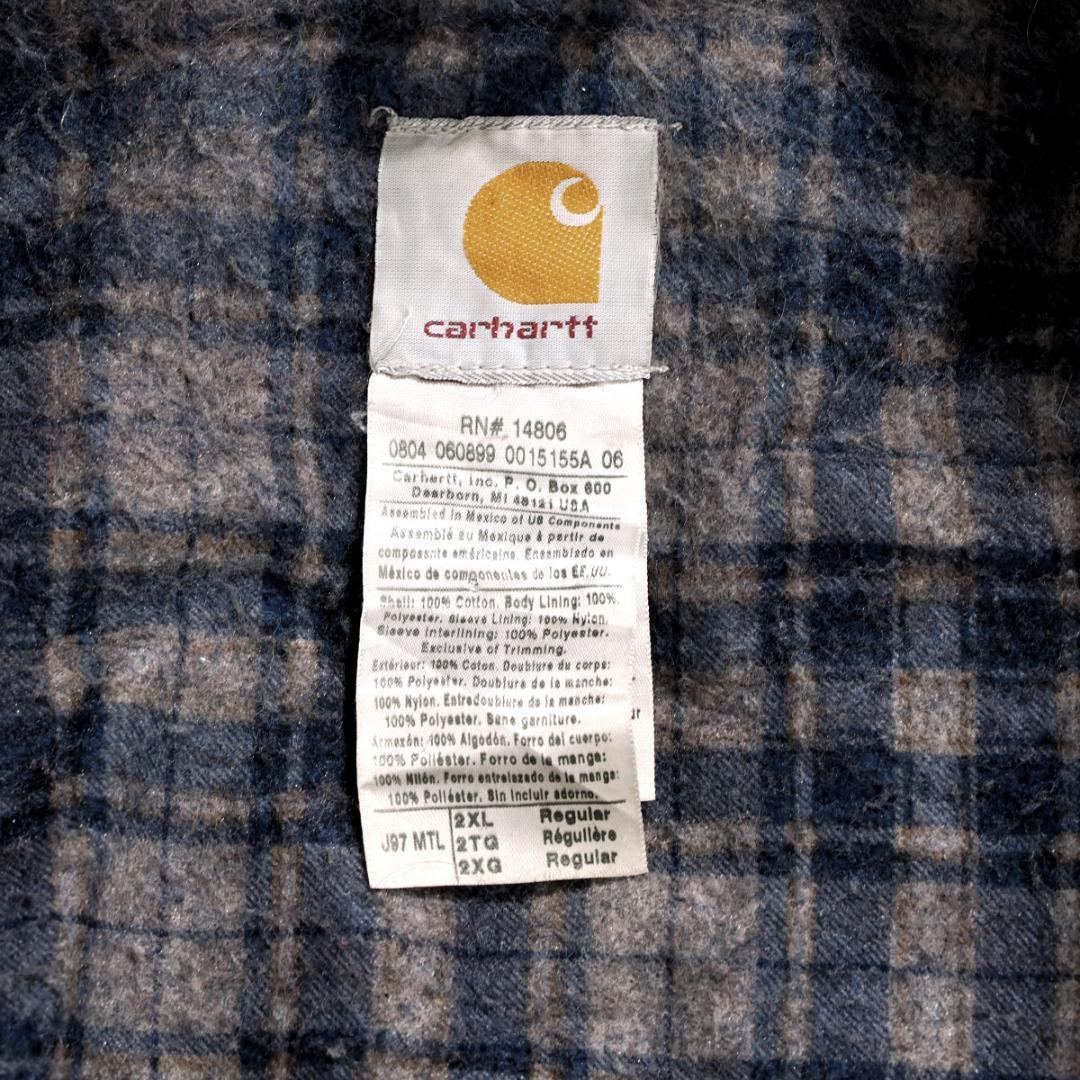 carhartt
RN# 14806
0804 060899 0015155A 06
Carhartt, Inc. P. O. Box 600
Dearborn, MI 48121 USA
Assembled in Mexico of US Components
Assemblé au Mexique à partir de
composants américains. Ensamblado en
México de componentes de los EE.UU.
Shell: 100% Cotton. Body Lining: 100%
Polyester. Sleeve Lining: 100% Nylon.
Sleeve Interlining: 100% Polyester.
Exclusive of Trimming.
Extérieur: 100% Coton. Doublure du corps:
100% Polyester. Doublure de la manche:
100% Nylon. Entredoublure de la manche:
100% Polyester. Sans garniture.
Armazón: 100% Algodón. Forro del cuerpo:
100% Poliéster. Forro de la manga:
100% Nilón. Forro entrelazado de la manga:
100% Poliéster. Sin incluir adorno.
J97 MTL
2XL Regular
2TG Régulière
2XG Regular